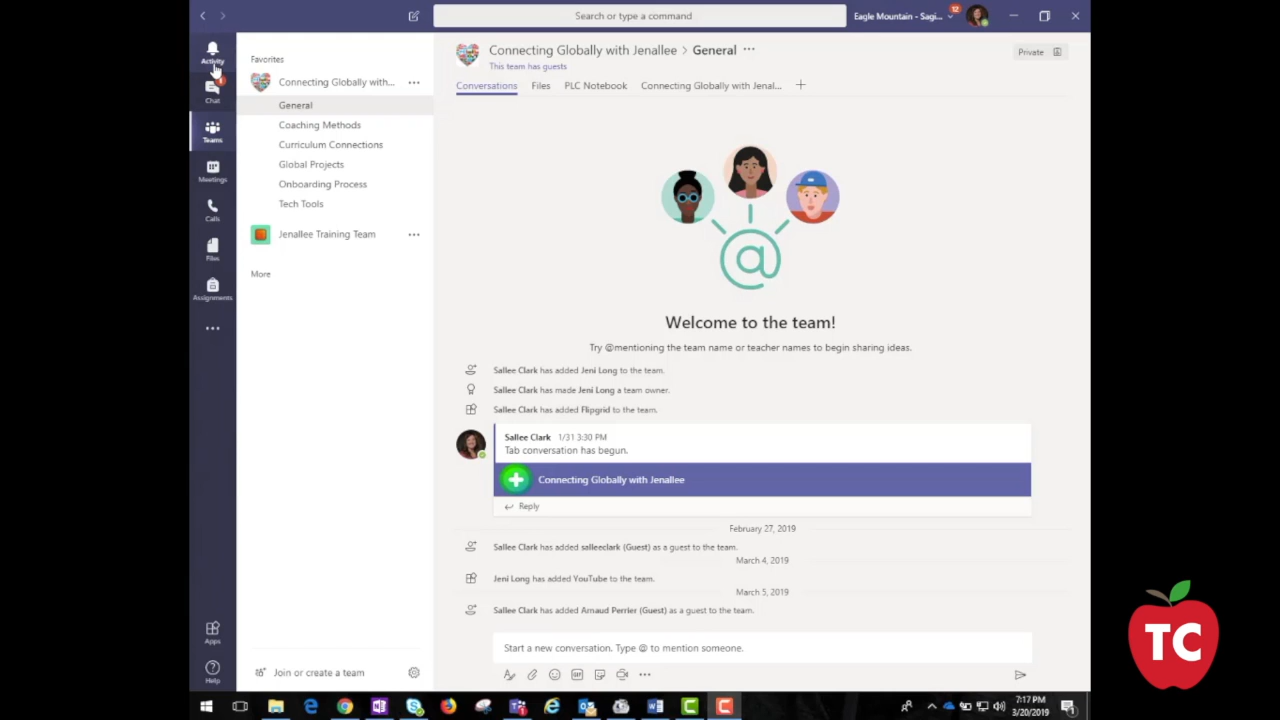 Search or type a command
Eagle Mountain - Sagi...
12
Activity
Chat
Teams
Meetings
Calls
Files
Assignments
Apps
Help
Favorites
Connecting Globally with...
General
Coaching Methods
Curriculum Connections
Global Projects
Onboarding Process
Tech Tools
Jenallee Training Team
More
Join or create a team
Connecting Globally with Jenallee > General
This team has guests
Private
Conversations Files PLC Notebook Connecting Globally with Jenal...
Welcome to the team!
Try @mentioning the team name or teacher names to begin sharing ideas.
Sallee Clark has added Jeni Long to the team.
Sallee Clark has made Jeni Long a team owner.
Sallee Clark has added Flipgrid to the team.
Sallee Clark 1/31 3:30 PM
Tab conversation has begun.
Connecting Globally with Jenallee
Reply
February 27, 2019
Sallee Clark has added salleeclark (Guest) as a guest to the team.
March 4, 2019
Jeni Long has added YouTube to the team.
March 5, 2019
Sallee Clark has added Arnaud Perrier (Guest) as a guest to the team.
Start a new conversation. Type @ to mention someone.
GIF
7:17 PM
3/20/2019
TC